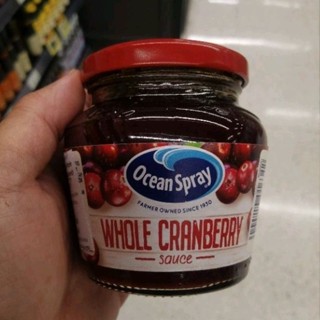 Ocean Spray
FARMER OWNED SINCE 1930
WHOLE CRANBERRY
sauce